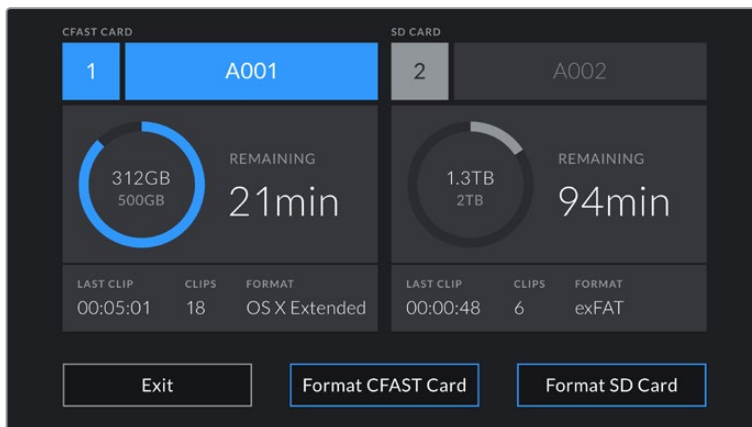 CFAST CARD
1
A001
312GB
500GB
REMAINING
21min
LAST CLIP CLIPS FORMAT
00:05:01 18 OS X Extended
SD CARD
2
A002
1.3TB
2TB
REMAINING
94min
LAST CLIP CLIPS FORMAT
00:00:48 6 exFAT
Exit
Format CFAST Card
Format SD Card